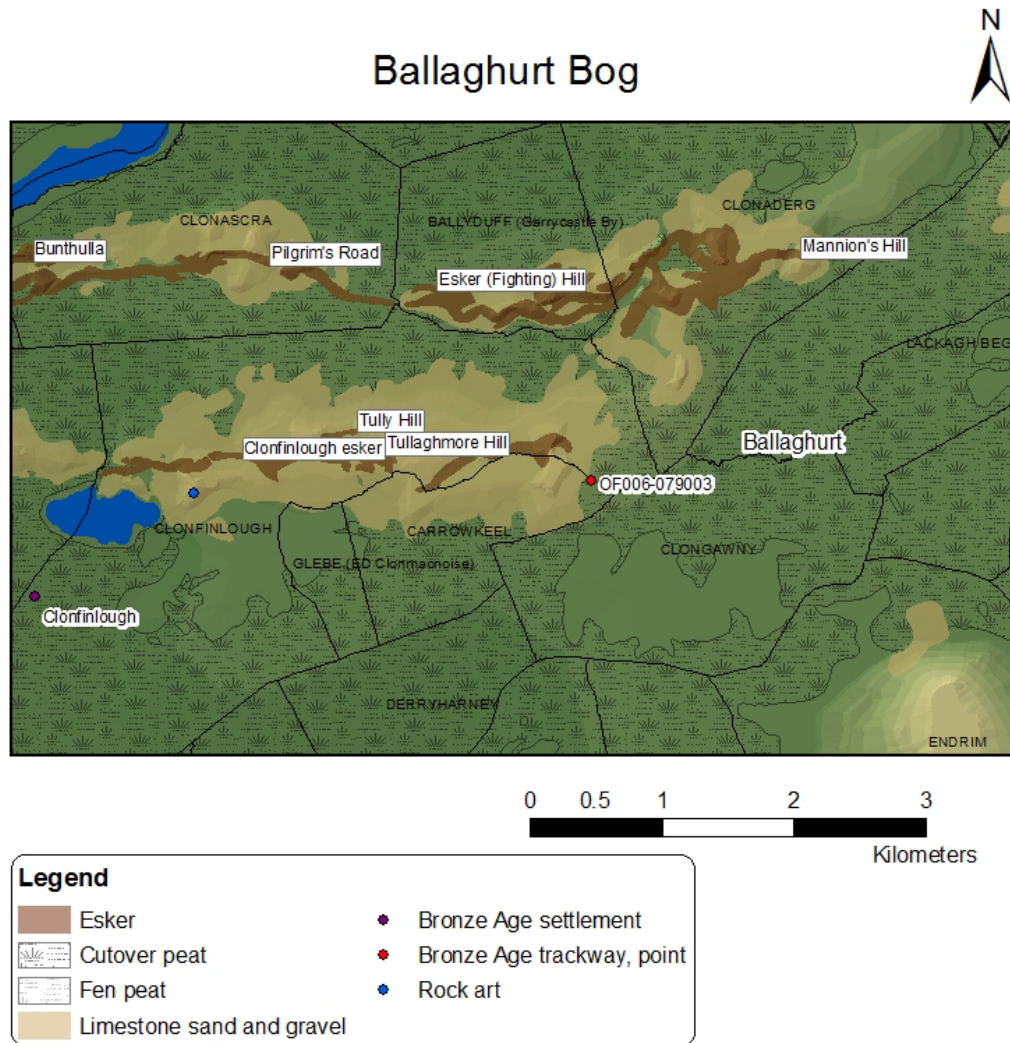 N
Ballaghurt Bog
CLONASCRA
CLONADERG
BALLYDUFF (Garrycastle By)
Bunthulla
Pilgrim's Road
Mannion's Hill
Esker (Fighting) Hill
LACKAGH BEG
Tully Hill
Clonfinlough esker
Tullaghmore Hill
Ballaghurt
OF006-079003
CLONFINLOUGH
CARROWKEEL
CLONGAWNY
GLEBE (ED Clonmacnoise)
Clonfinlough
DERRYHARNEY
ENDRIM
0 0.5 1 2 3
Kilometers
Legend
Esker
Cutover peat
Fen peat
Limestone sand and gravel
Bronze Age settlement
Bronze Age trackway, point
Rock art